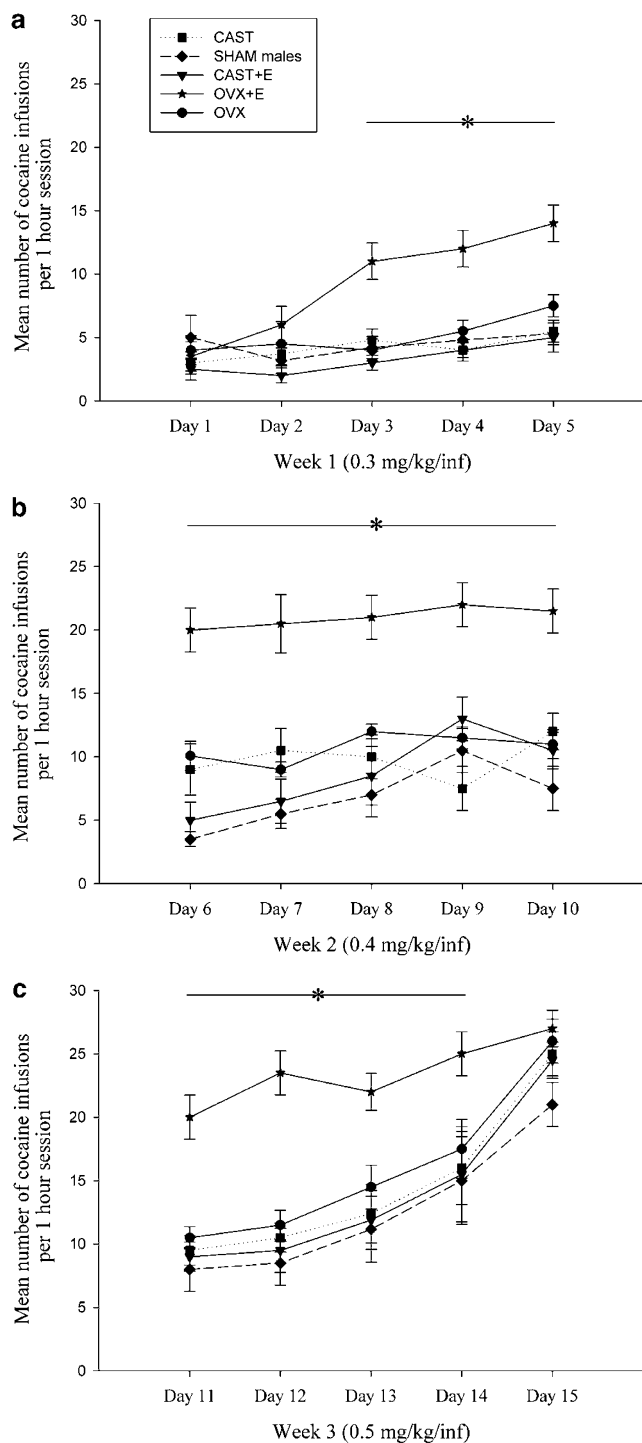 a
Mean number of cocaine infusions
per 1 hour session
30
25
20
15
10
5
0
CAST
SHAM males
CAST+E
OVX+E
OVX
*
Day 1 Day 2 Day 3 Day 4 Day 5
Week 1 (0.3 mg/kg/inf)
b
Mean number of cocaine infusions
per 1 hour session
30
25
20
15
10
5
0
*
Day 6 Day 7 Day 8 Day 9 Day 10
Week 2 (0.4 mg/kg/inf)
c
Mean number of cocaine infusions
per 1 hour session
30
25
20
15
10
5
0
*
Day 11 Day 12 Day 13 Day 14 Day 15
Week 3 (0.5 mg/kg/inf)